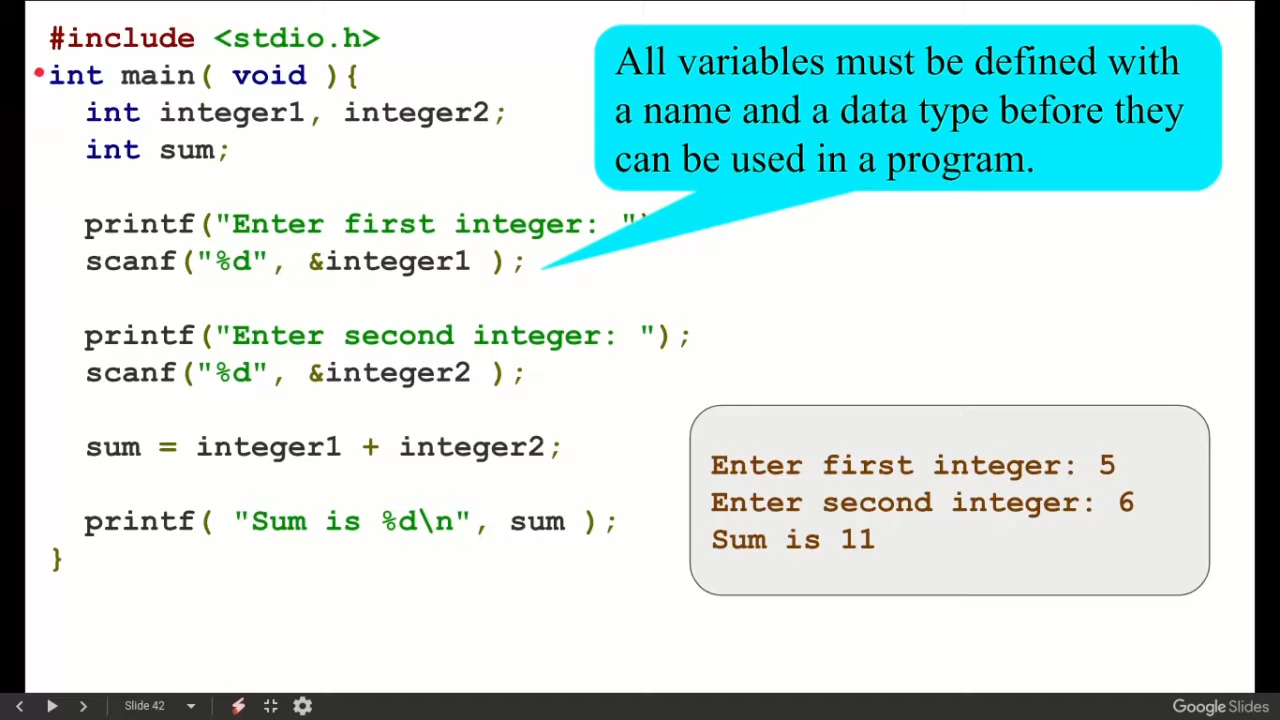 #include <stdio.h>
int main( void ){
int integer1, integer2;
int sum;
printf("Enter first integer: "
scanf("%d", &integer1 );
printf("Enter second integer: ");
scanf("%d", &integer2 );
sum = integer1 + integer2;
printf( "Sum is %d\n", sum );
}
All variables must be defined with
a name and a data type before they
can be used in a program.
Enter first integer: 5
Enter second integer: 6
Sum is 11
Slide 42
Google Slides